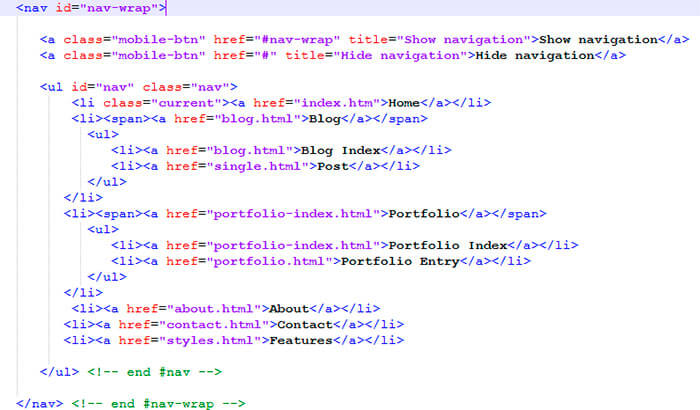 <nav id="nav-wrap">
<a class="mobile-btn" href="#nav-wrap" title="Show navigation">Show navigation</a>
<a class="mobile-btn" href="#" title="Hide navigation">Hide navigation</a>
<ul id="nav" class="nav">
<li class="current"><a href="index.htm">Home</a></li>
<li><span><a href="blog.html">Blog</a></span>
<ul>
<li><a href="blog.html">Blog Index</a></li>
<li><a href="single.html">Post</a></li>
</ul>
</li>
<li><span><a href="portfolio-index.html">Portfolio</a></span>
<ul>
<li><a href="portfolio-index.html">Portfolio Index</a></li>
<li><a href="portfolio.html">Portfolio Entry</a></li>
</ul>
</li>
<li><a href="about.html">About</a></li>
<li><a href="contact.html">Contact</a></li>
<li><a href="styles.html">Features</a></li>
</ul> <!-- end #nav -->
</nav> <!-- end #nav-wrap -->